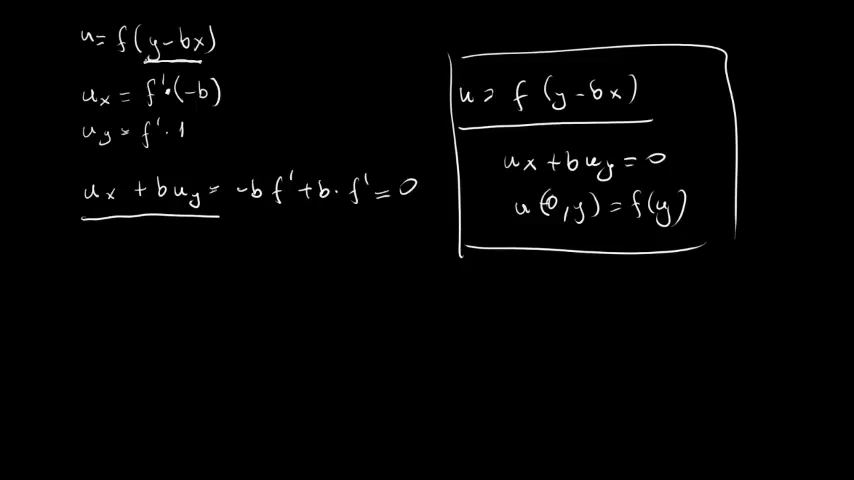 u = f(y-bx)
u_x = f'·(-b)
u_y = f'·1
u_x + bu_y = -bf' + b·f' = 0
u = f(y-bx)
u_x + bu_y = 0
u(0,y) = f(y)